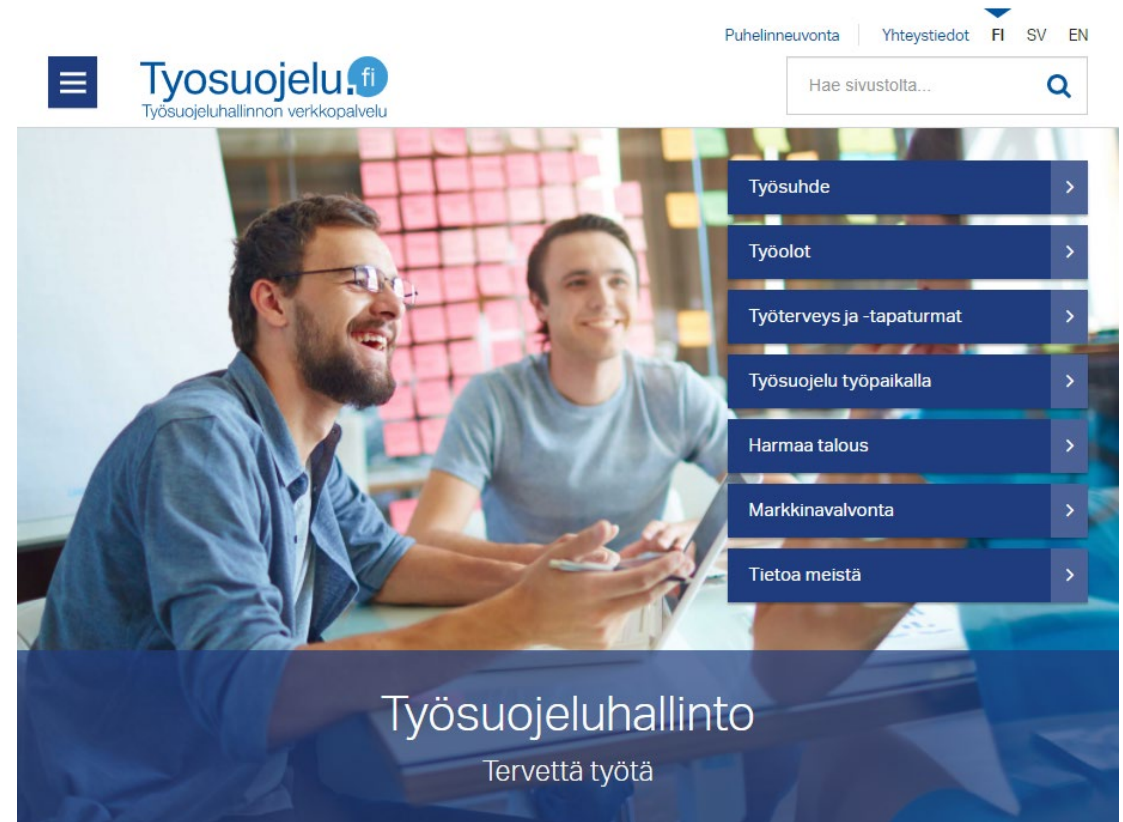 Puhelinneuvonta Yhteystiedot FI SV EN
Tyosuojelu.fi
Työsuojeluhallinnon verkkopalvelu
Hae sivustolta...
Työsuhde
Työolot
Työterveys ja -tapaturmat
Työsuojelu työpaikalla
Harmaa talous
Markkinavalvonta
Tietoa meistä
Työsuojeluhallinto
Tervettä työtä